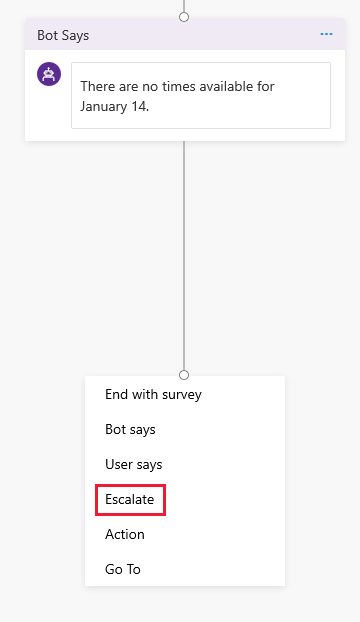 Bot Says
There are no times available for
January 14.
End with survey
Bot says
User says
Escalate
Action
Go To